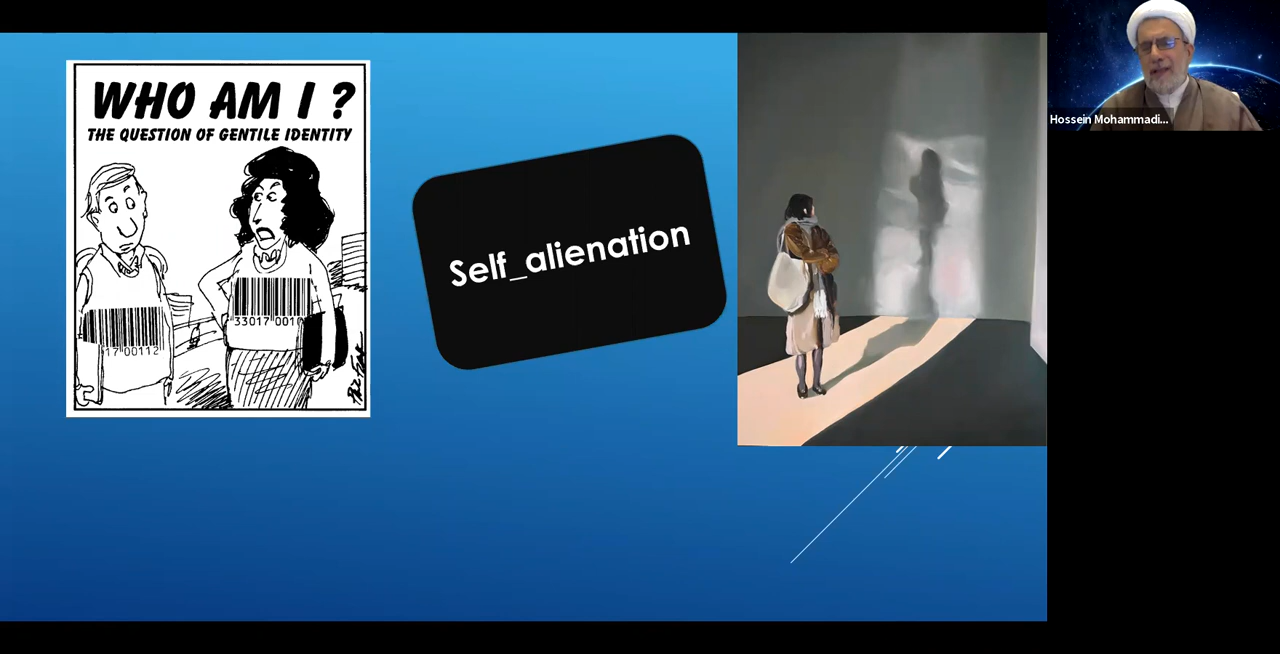 WHO AM I ?
THE QUESTION OF GENTILE IDENTITY
17 00112
33017 001
Self_alienation
Hossein Mohammadi...